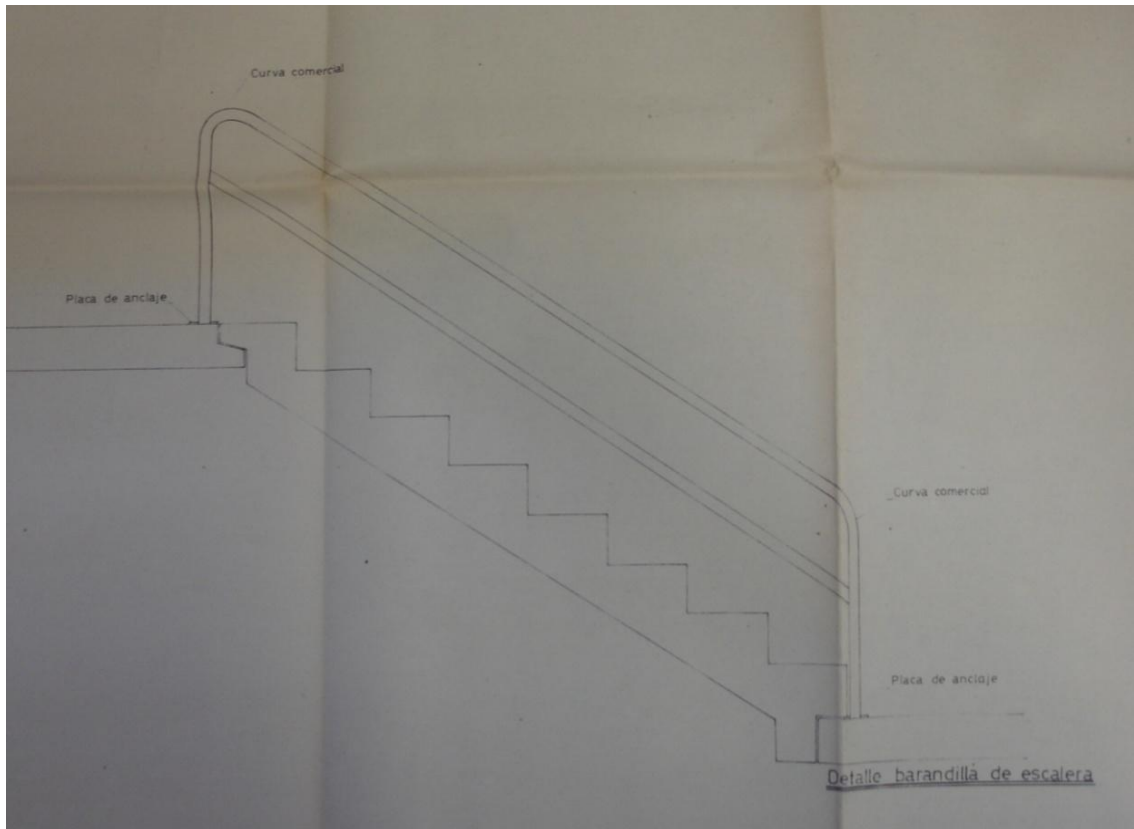 Curva comercial
Placa de anclaje
Curva comercial
Placa de anclaje
Detalle barandilla de escalera